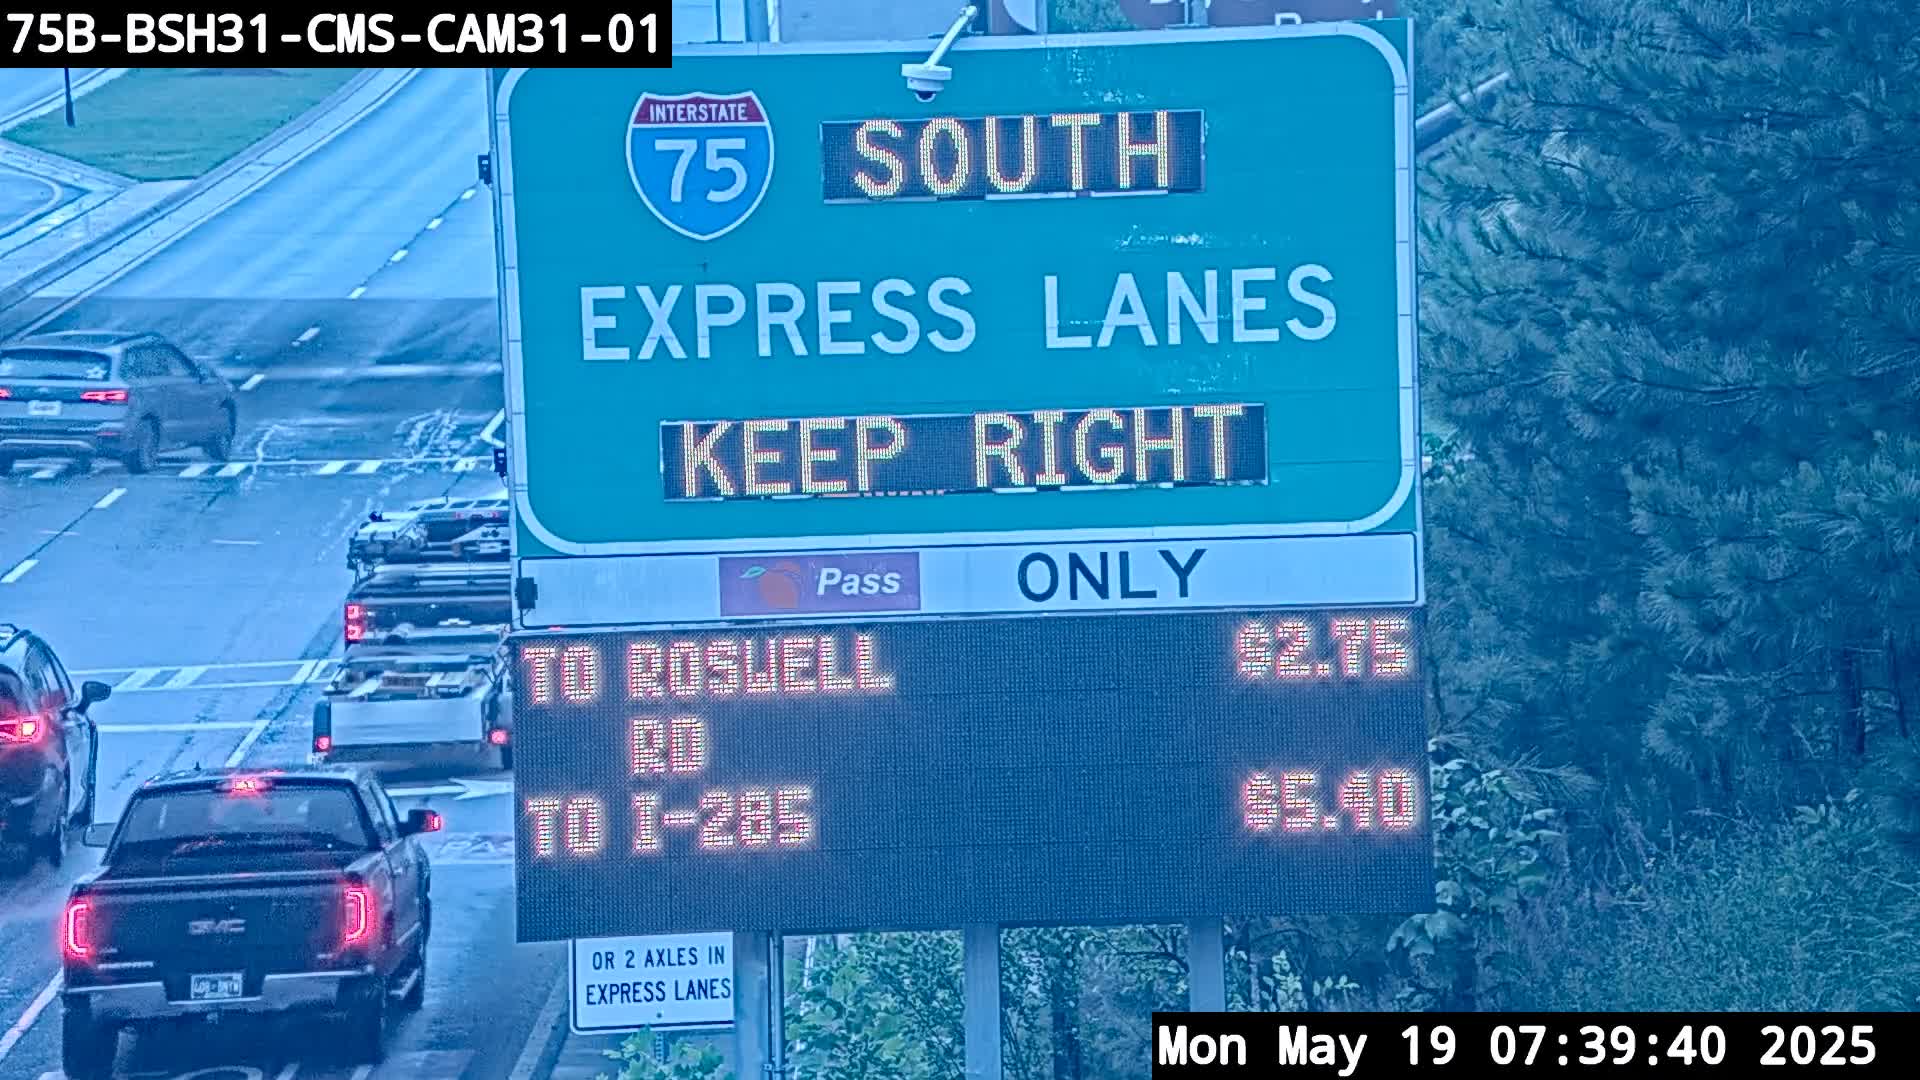 75B-BSH31-CMS-CAM31-01
INTERSTATE
75
SOUTH
EXPRESS LANES
KEEP RIGHT
Pass ONLY
TO ROSWELL $2.75
RD
TO I-285 $5.40
GMC
OR 2 AXLES IN
EXPRESS LANES
Mon May 19 07:39:40 2025